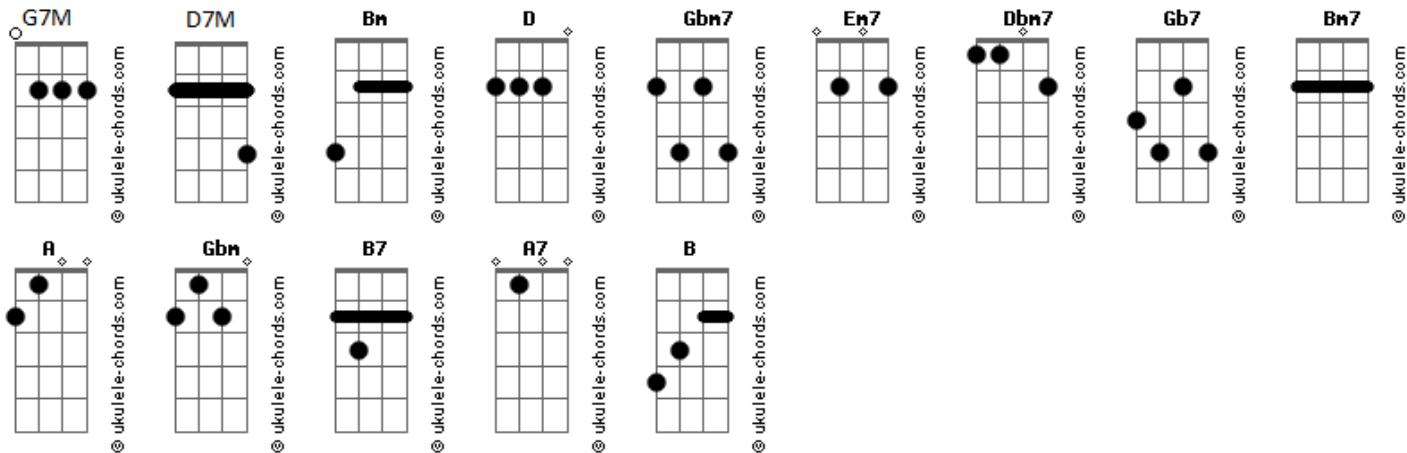 G7M D7M Bm D Gbm7 Em7 Dbm7 Gb7 Bm7
© ukulele-chords.com © ukulele-chords.com © ukulele-chords.com © ukulele-chords.com © ukulele-chords.com © ukulele-chords.com © ukulele-chords.com © ukulele-chords.com © ukulele-chords.com
A Gbm B7 A7 B
© ukulele-chords.com © ukulele-chords.com © ukulele-chords.com © ukulele-chords.com © ukulele-chords.com